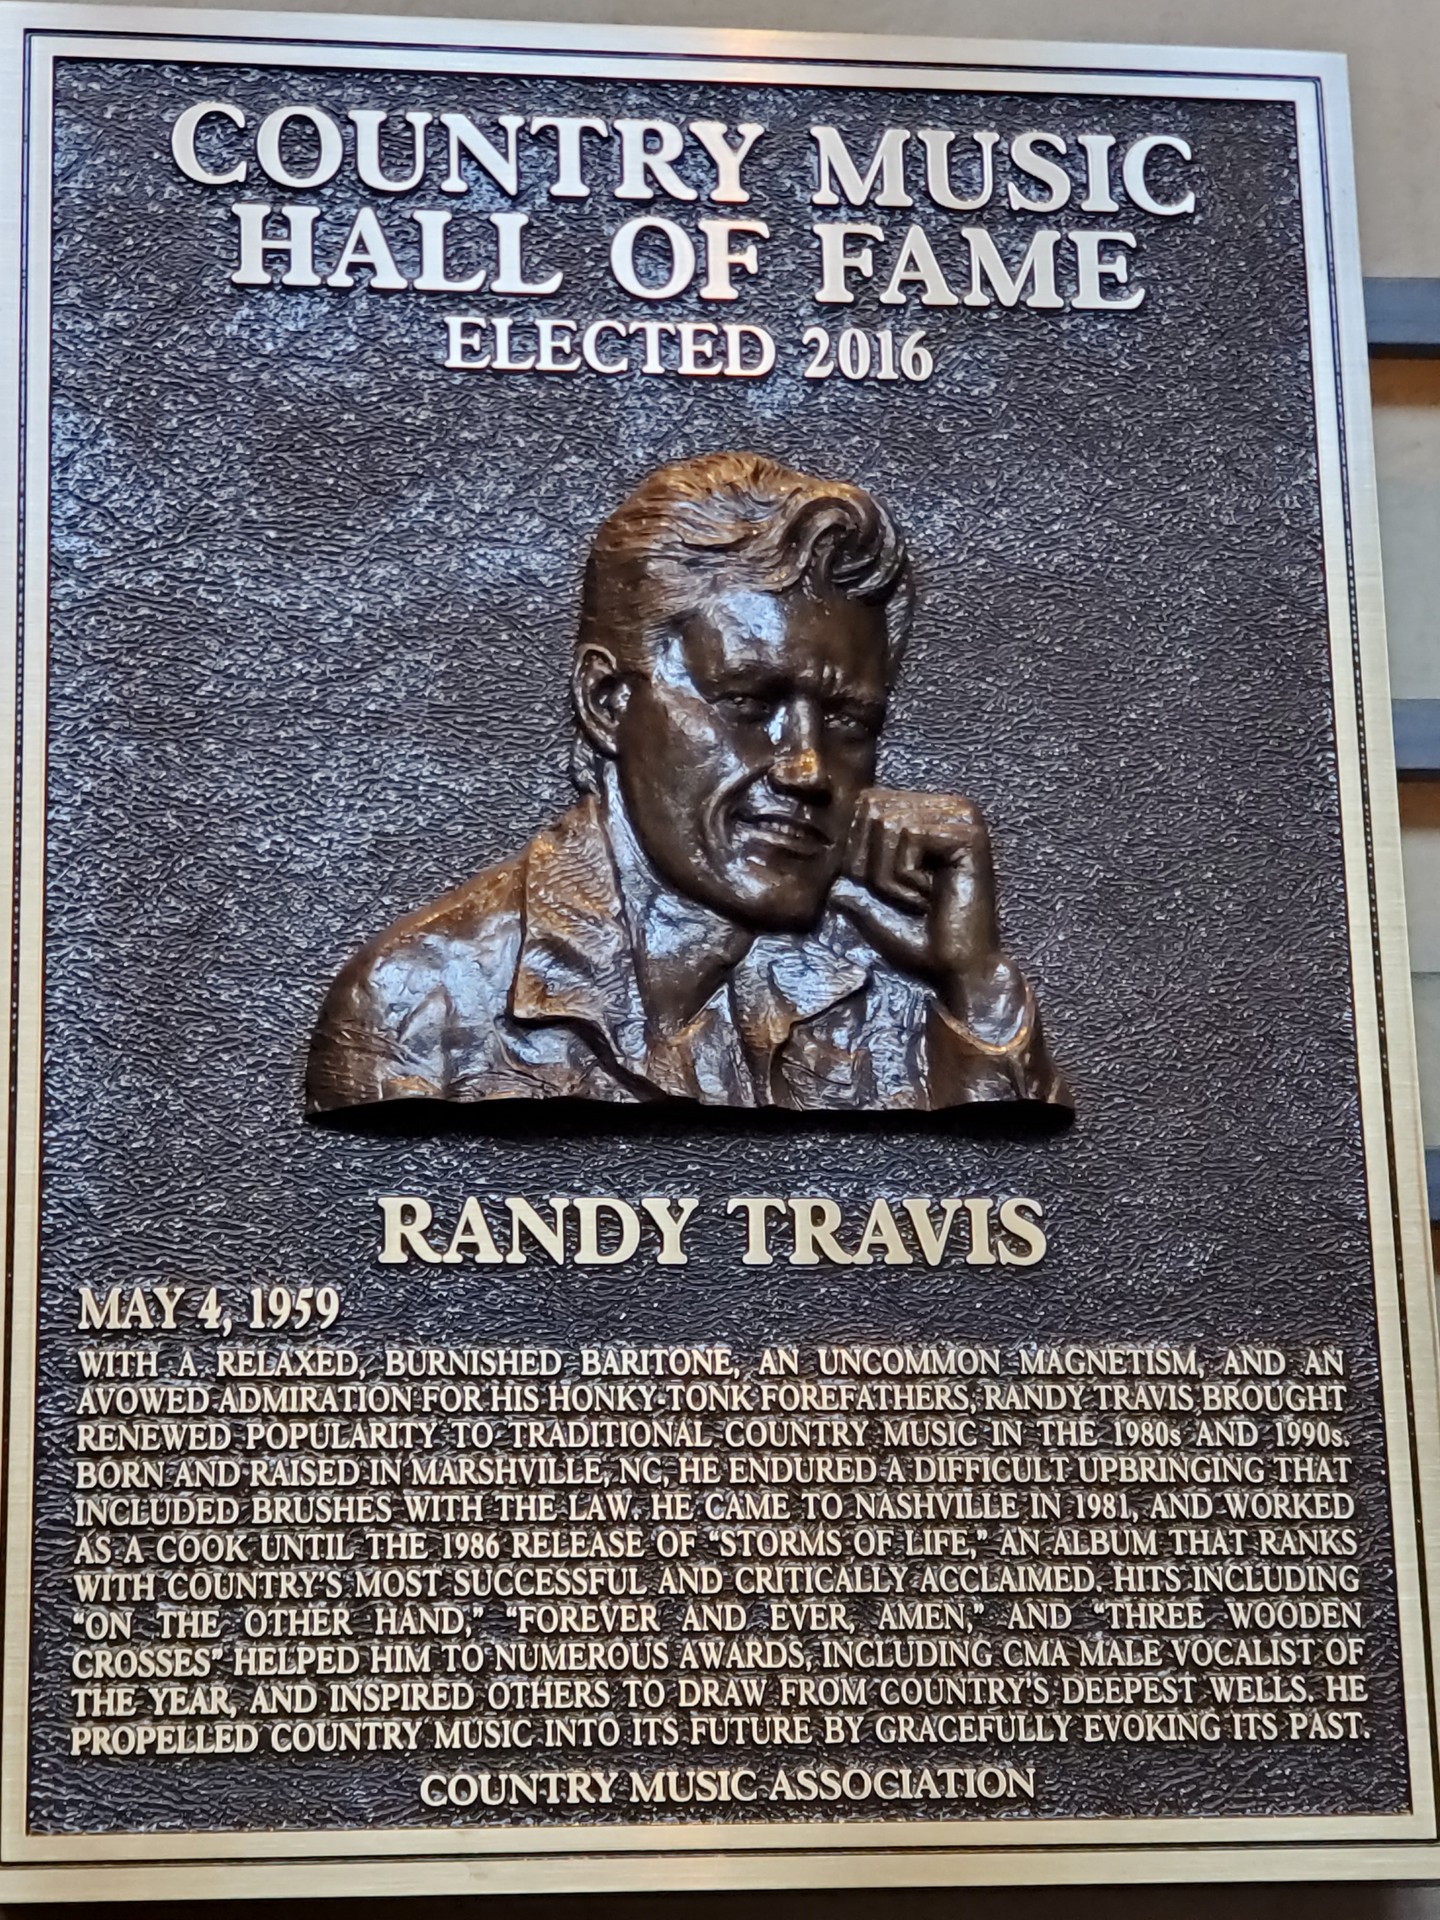 COUNTRY MUSIC
HALL OF FAME
ELECTED 2016
RANDY TRAVIS
MAY 4, 1959
WITH A RELAXED, BURNISHED BARITONE, AN UNCOMMON MAGNETISM, AND AN
AVOWED ADMIRATION FOR HIS HONKY-TONK FOREFATHERS, RANDY TRAVIS BROUGHT
RENEWED POPULARITY TO TRADITIONAL COUNTRY MUSIC IN THE 1980s AND 1990s.
BORN AND RAISED IN MARSHVILLE, NC, HE ENDURED A DIFFICULT UPBRINGING THAT
INCLUDED BRUSHES WITH THE LAW. HE CAME TO NASHVILLE IN 1981, AND WORKED
AS A COOK UNTIL THE 1986 RELEASE OF “STORMS OF LIFE,” AN ALBUM THAT RANKS
WITH COUNTRY’S MOST SUCCESSFUL AND CRITICALLY ACCLAIMED. HITS INCLUDING
“ON THE OTHER HAND,” “FOREVER AND EVER, AMEN,” AND “THREE WOODEN
CROSSES” HELPED HIM TO NUMEROUS AWARDS, INCLUDING CMA MALE VOCALIST OF
THE YEAR, AND INSPIRED OTHERS TO DRAW FROM COUNTRY’S DEEPEST WELLS. HE
PROPELLED COUNTRY MUSIC INTO ITS FUTURE BY GRACEFULLY EVOKING ITS PAST.
COUNTRY MUSIC ASSOCIATION